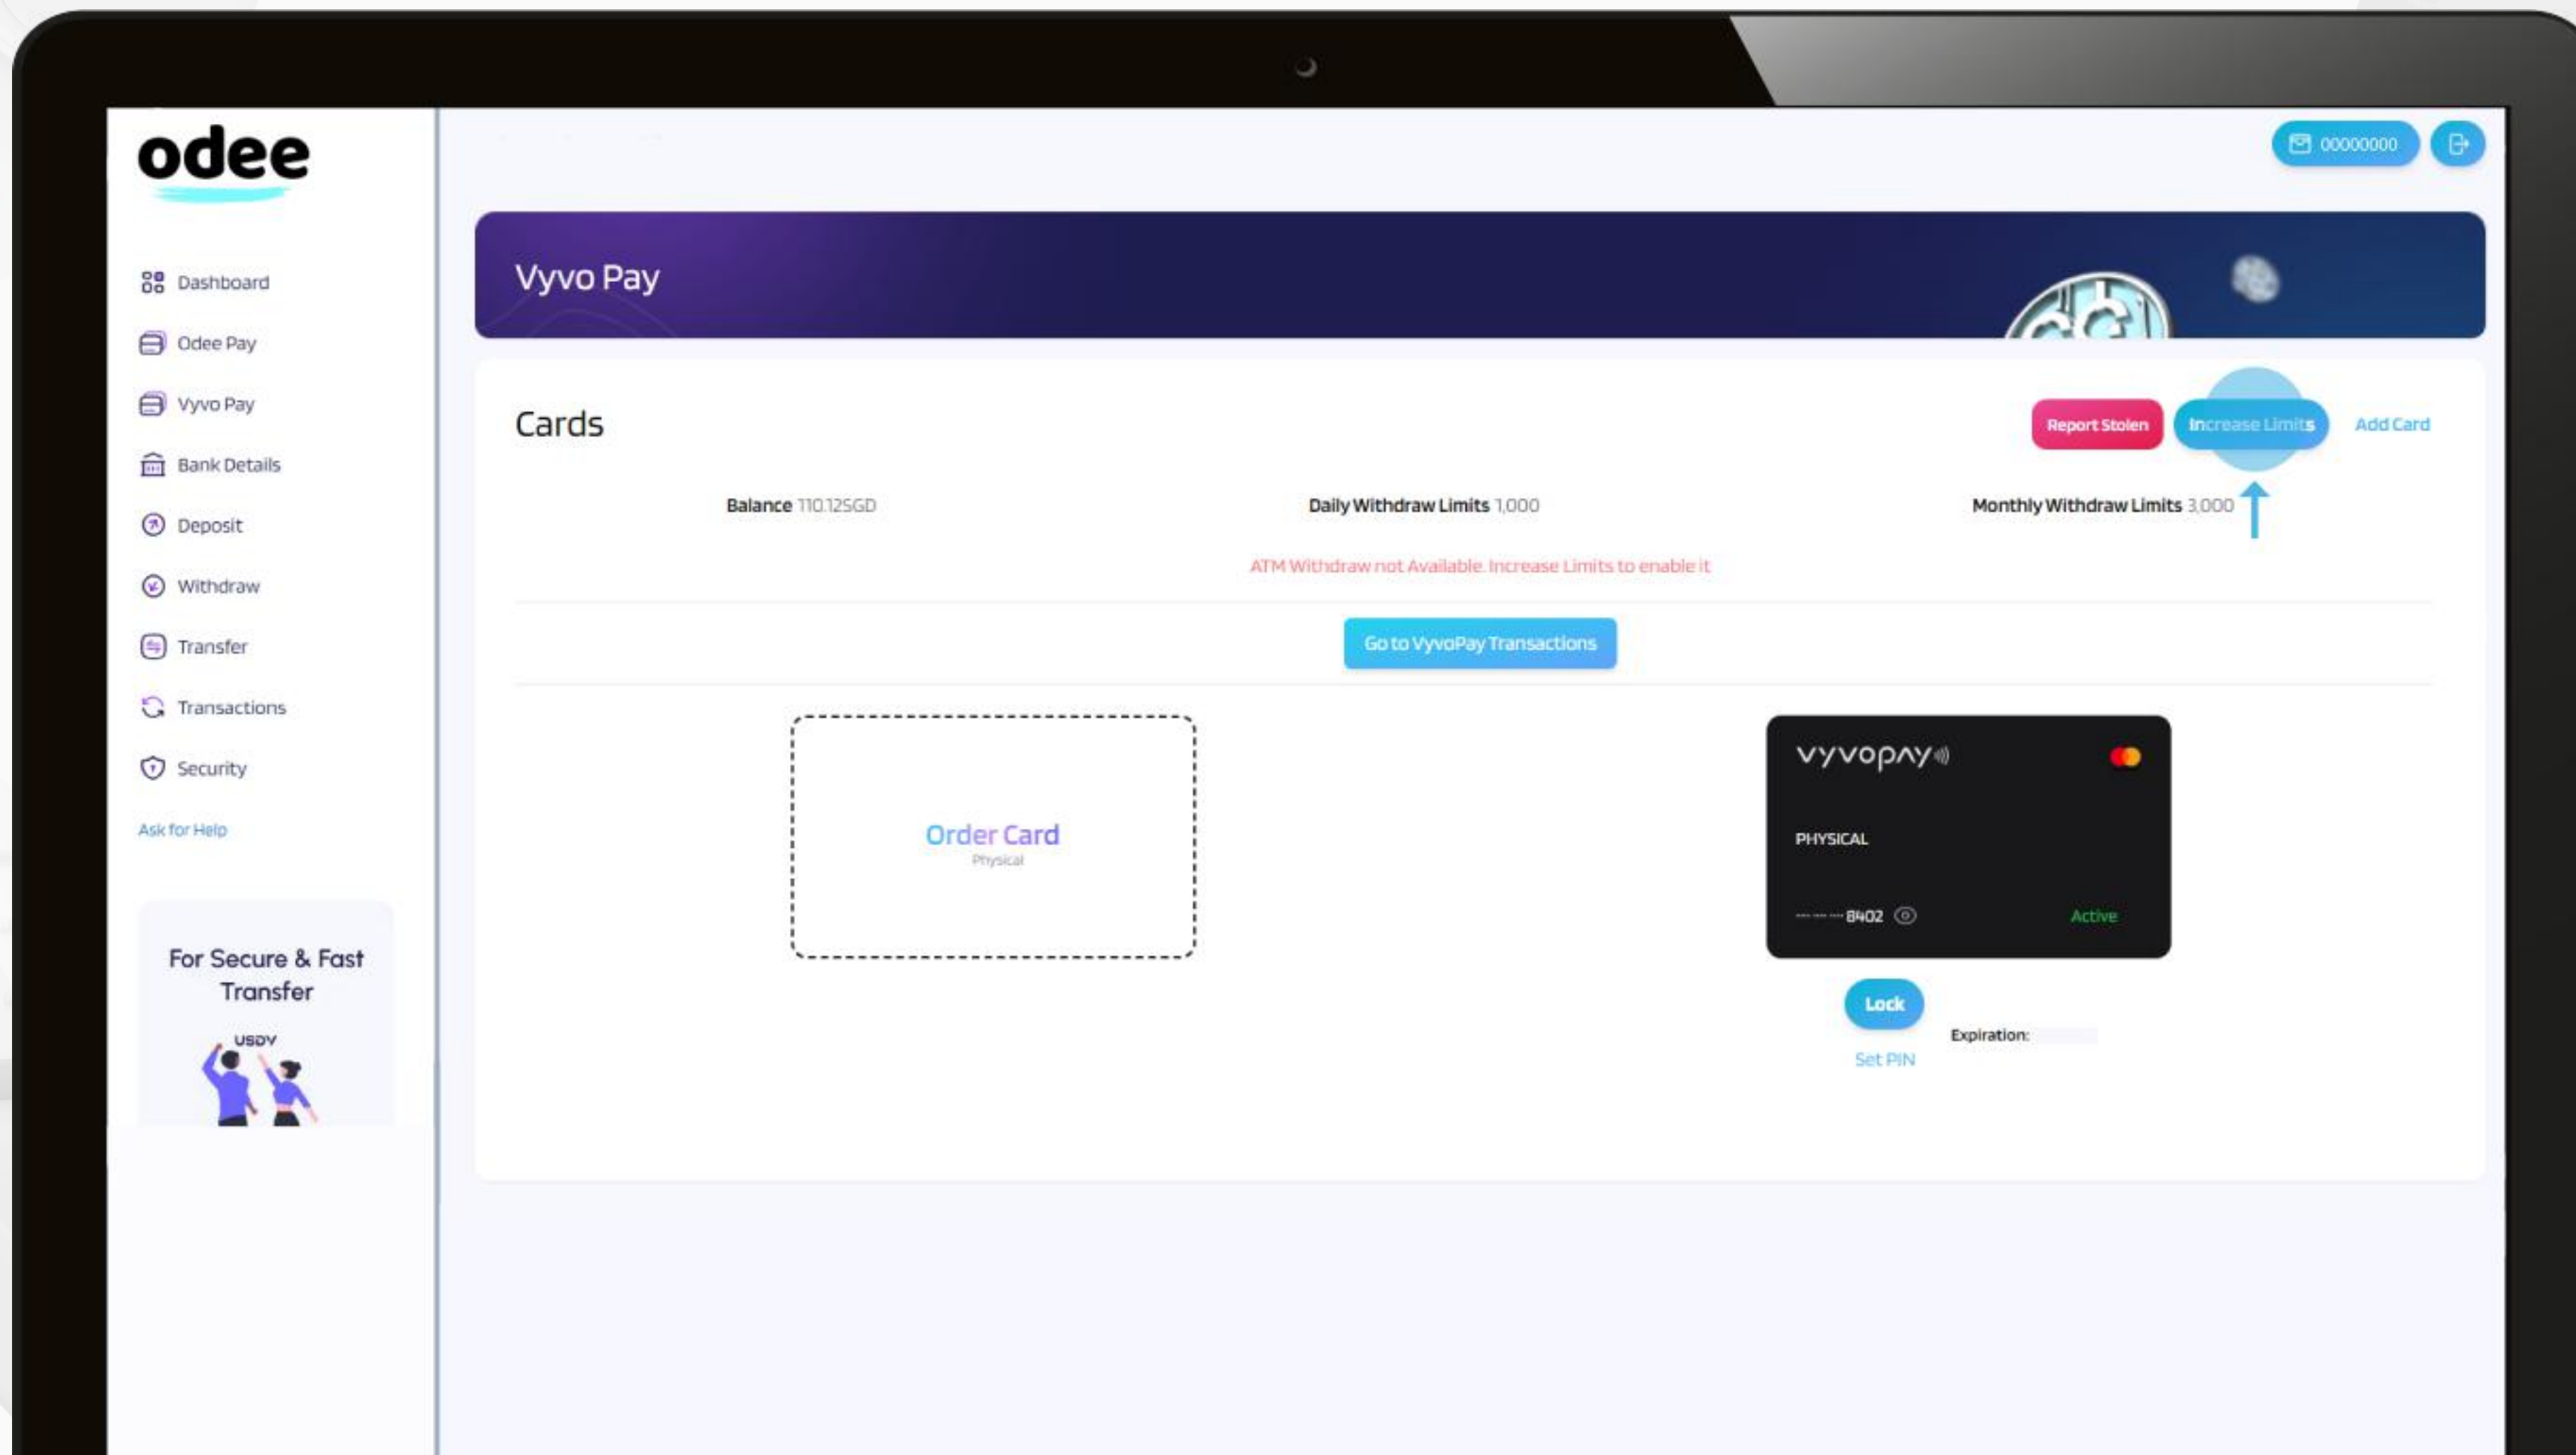 odee
00000000
Dashboard
Odee Pay
Vyvo Pay
Bank Details
Deposit
Withdraw
Transfer
Transactions
Security
Ask for Help
For Secure & Fast
Transfer
USDV
Vyvo Pay
Cards
Report Stolen
Increase Limits
Add Card
Balance 110.12SGD
Daily Withdraw Limits 1,000
Monthly Withdraw Limits 3,000
ATM Withdraw not Available. Increase Limits to enable it
Go to VyvoPay Transactions
Order Card
Physical
vyvopay
PHYSICAL
8402
Active
Lock
Set PIN
Expiration: